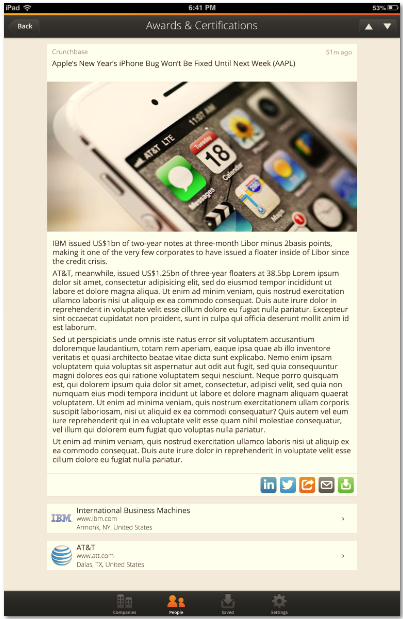 iPad 6:41 PM 53%
Back Awards & Certifications
Crunchbase 51m ago
Apple's New Year's iPhone Bug Won't Be Fixed Until Next Week (AAPL)
11:07 AM
AT&T LTE
Tuesday
18
Calendar
Messages
Maps
IBM issued US$1bn of two-year notes at three-month Libor minus 2basis points,
making it one of the very few corporates to have issued a floater inside of Libor since
the credit crisis.
AT&T, meanwhile, issued US$1.25bn of three-year floaters at 38.5bp Lorem ipsum
dolor sit amet, consectetur adipisicing elit, sed do eiusmod tempor incididunt ut
labore et dolore magna aliqua. Ut enim ad minim veniam, quis nostrud exercitation
ullamco laboris nisi ut aliquip ex ea commodo consequat. Duis aute irure dolor in
reprehenderit in voluptate velit esse cillum dolore eu fugiat nulla pariatur. Excepteur
sint occaecat cupidatat non proident, sunt in culpa qui officia deserunt mollit anim id
est laborum.
Sed ut perspiciatis unde omnis iste natus error sit voluptatem accusantium
doloremque laudantium, totam rem aperiam, eaque ipsa quae ab illo inventore
veritatis et quasi architecto beatae vitae dicta sunt explicabo. Nemo enim ipsam
voluptatem quia voluptas sit aspernatur aut odit aut fugit, sed quia consequuntur
magni dolores eos qui ratione voluptatem sequi nesciunt. Neque porro quisquam
est, qui dolorem ipsum quia dolor sit amet, consectetur, adipisci velit, sed quia non
numquam eius modi tempora incidunt ut labore et dolore magnam aliquam quaerat
voluptatem. Ut enim ad minima veniam, quis nostrum exercitationem ullam corporis
suscipit laboriosam, nisi ut aliquid ex ea commodi consequatur? Quis autem vel eum
iure reprehenderit qui in ea voluptate velit esse quam nihil molestiae consequatur,
vel illum qui dolorem eum fugiat quo voluptas nulla pariatur.
Ut enim ad minim veniam, quis nostrud exercitation ullamco laboris nisi ut aliquip ex
ea commodo consequat. Duis aute irure dolor in reprehenderit in voluptate velit esse
cillum dolore eu fugiat nulla pariatur.
in
IBM
International Business Machines
www.ibm.com
Armonk, NY, United States
AT&T
www.att.com
Dalas, TX, United States
Companies People Saved Settings